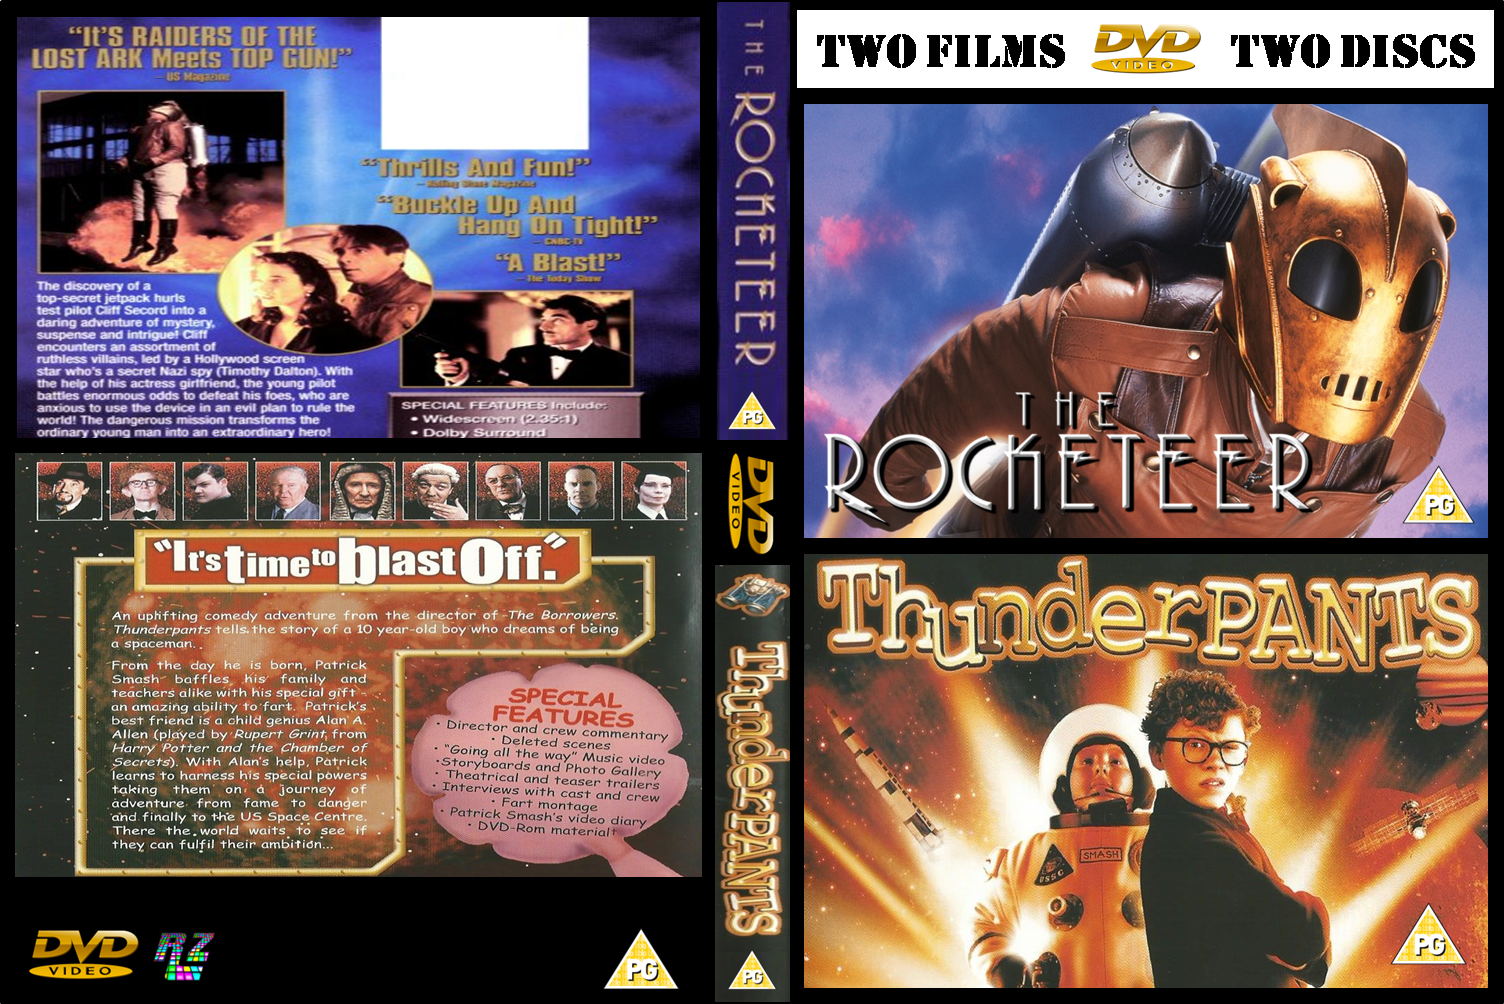 “It'S RAIDERS OF THE
LOST ARK Meets TOP GUN!”
— US Magazine
“Thrills And Fun!”
— Rolling Stone Magazine
“Buckle Up And
Hang On Tight!”
— CNBC-TV
“A Blast!”
— The Today Show
The discovery of a
top-secret jetpack hurls
test pilot Cliff Secord into a
daring adventure of mystery,
suspense and intrigue! Cliff
encounters an assortment of
ruthless villains, led by a Hollywood screen
star who's a secret Nazi spy (Timothy Dalton). With
the help of his actress girlfriend, the young pilot
battles enormous odds to defeat his foes, who are
anxious to use the device in an evil plan to rule the
world! The dangerous mission transforms the
ordinary young man into an extraordinary hero!
SPECIAL FEATURES Include:
• Widescreen (2.35:1)
• Dolby Surround
“It's time to blast Off.”
An uplifting comedy adventure from the director of The Borrowers.
Thunderpants tells the story of a 10 year-old boy who dreams of being
a spaceman..
From the day he is born, Patrick
Smash baffles his family and
teachers alike with his special gift -
an amazing ability to fart. Patrick's
best friend is a child genius Alan A.
Allen (played by Rupert Grint from
Harry Potter and the Chamber of
Secrets). With Alan's help, Patrick
learns to harness his special powers
taking them on a journey of
adventure from fame to danger
and finally to the US Space Centre.
There the world waits to see if
they can fulfil their ambition...
SPECIAL
FEATURES
• Director and crew commentary
• Deleted scenes
• “Going all the way” Music video
• Storyboards and Photo Gallery
• Theatrical and teaser trailers
• Interviews with cast and crew
• Fart montage
• Patrick Smash's video diary
• DVD-Rom material†
DVD
VIDEO
RZ
PG
THE ROCKETEER
PG
DVD
VIDEO
ThunderPANTS
PG
TWO FILMS
DVD
VIDEO
TWO DISCS
THE
ROCKETEER
PG
ThunderPANTS
SMASH
USSC
PG